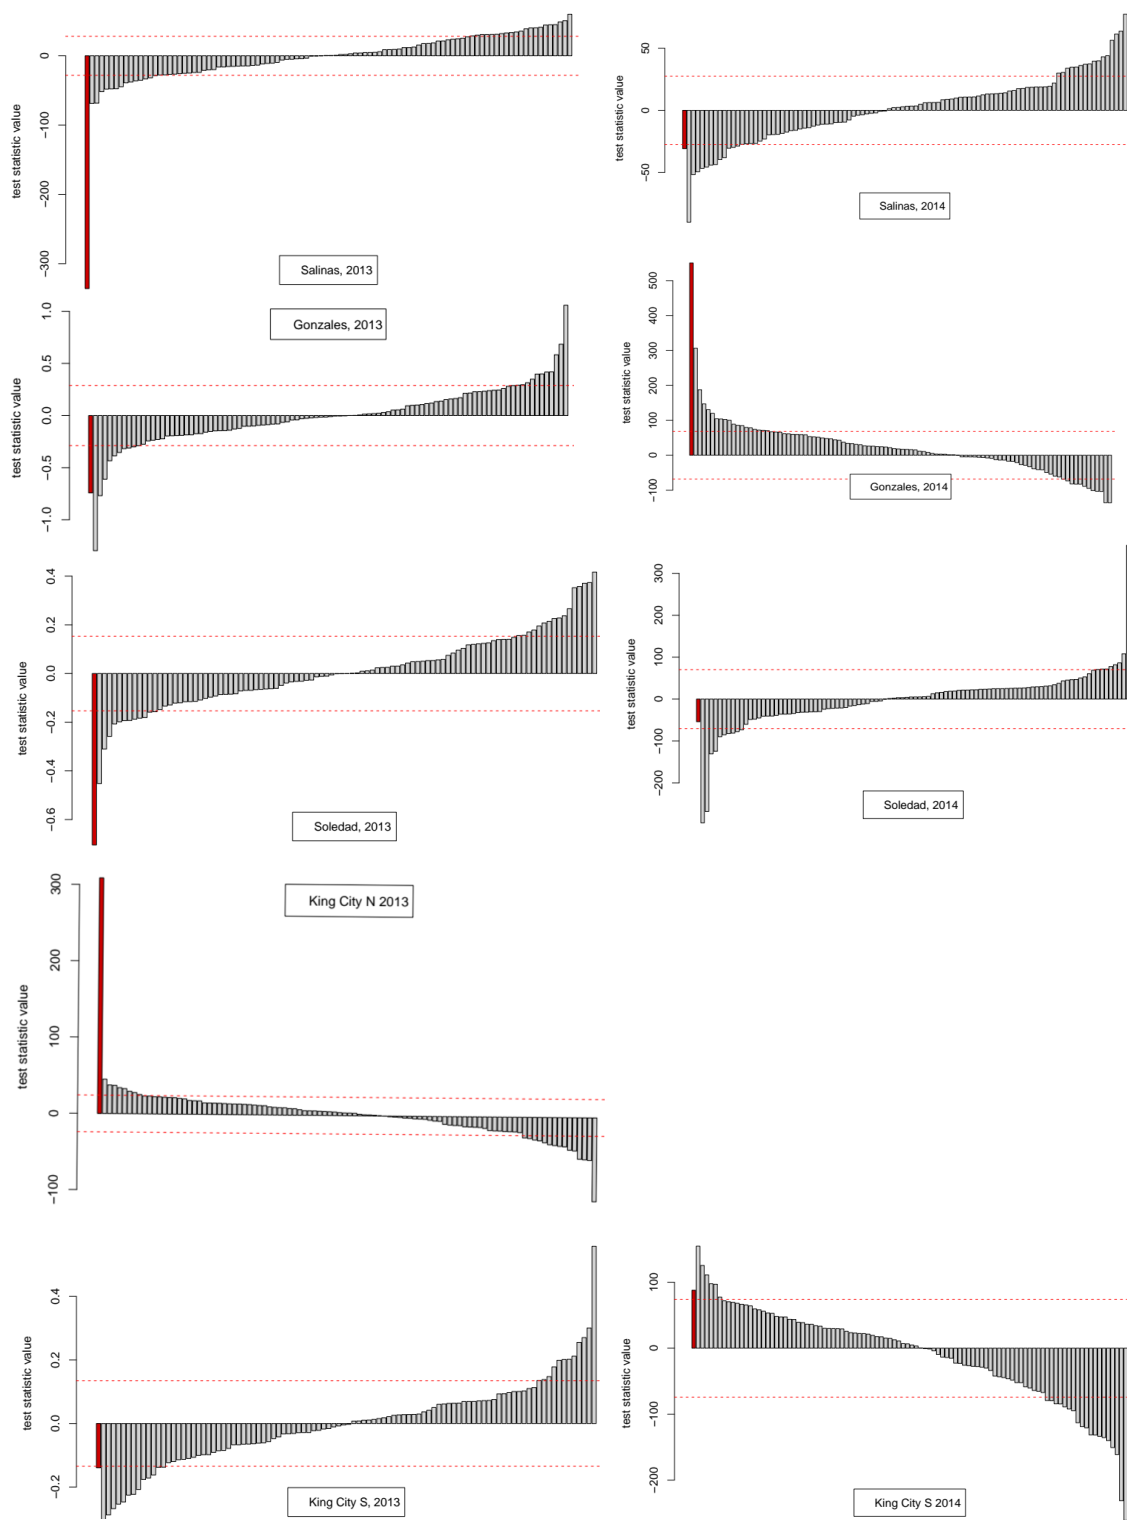 test statistic value
0
−100
−200
−300
Salinas, 2013
test statistic value
50
0
−50
Salinas, 2014
test statistic value
1.0
0.5
0.0
−0.5
−1.0
Gonzales, 2013
test statistic value
500
400
300
200
100
0
−100
Gonzales, 2014
test statistic value
0.4
0.2
0.0
−0.2
−0.4
−0.6
Soledad, 2013
test statistic value
300
200
100
0
−100
−200
Soledad, 2014
test statistic value
300
200
100
0
−100
King City N 2013
test statistic value
0.4
0.2
0.0
−0.2
King City S, 2013
test statistic value
100
0
−100
−200
King City S 2014